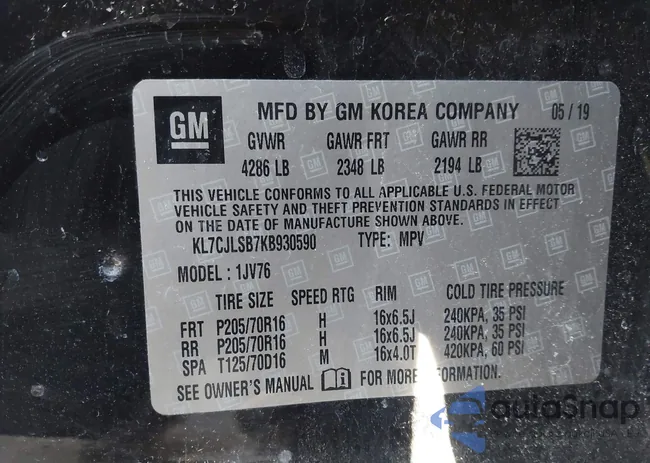 GM
MFD BY GM KOREA COMPANY 05/19
GVWR GAWR FRT GAWR RR
4286 LB 2348 LB 2194 LB
THIS VEHICLE CONFORMS TO ALL APPLICABLE U.S. FEDERAL MOTOR
VEHICLE SAFETY AND THEFT PREVENTION STANDARDS IN EFFECT
ON THE DATE OF MANUFACTURE SHOWN ABOVE.
KL7CJLSB7KB930590 TYPE: MPV
MODEL : 1JV76
TIRE SIZE SPEED RTG RIM COLD TIRE PRESSURE
FRT P205/70R16 H 16x6.5J 240KPA, 35 PSI
RR P205/70R16 H 16x6.5J 240KPA, 35 PSI
SPA T125/70D16 M 16x4.0T 420KPA, 60 PSI
SEE OWNER'S MANUAL FOR MORE INFORMATION.
autoSnap